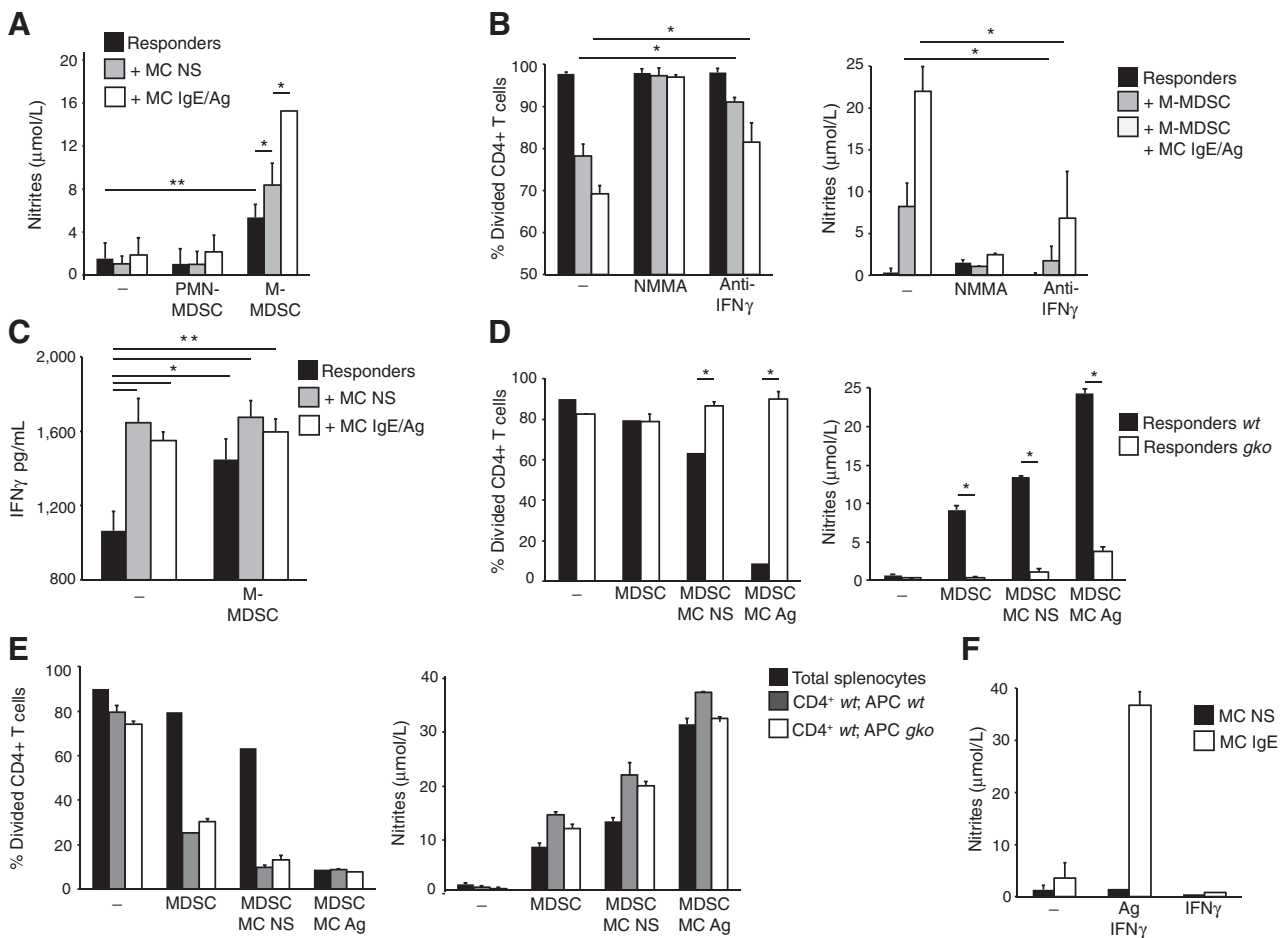 A
Responders
+ MC NS
+ MC IgE/Ag
Nitrites (μmol/L)
20
16
12
8
4
0
**
*
*
–
PMN-
MDSC
M-
MDSC
B
*
*
% Divided CD4+ T cells
100
90
80
70
60
50
–
NMMA
Anti-
IFNγ
*
*
Nitrites (μmol/L)
25
20
15
10
5
0
–
NMMA
Anti-
IFNγ
Responders
+ M-MDSC
+ M-MDSC
+ MC IgE/Ag
C
**
*
IFNγ pg/mL
2,000
1,600
1,200
800
–
M-
MDSC
Responders
+ MC NS
+ MC IgE/Ag
D
% Divided CD4+ T cells
100
80
60
40
20
0
*
*
–
MDSC
MDSC
MC NS
MDSC
MC Ag
Nitrites (μmol/L)
25
20
15
10
5
0
*
*
*
–
MDSC
MDSC
MC NS
MDSC
MC Ag
Responders wt
Responders gko
E
% Divided CD4+ T cells
100
80
60
40
20
0
–
MDSC
MDSC
MC NS
MDSC
MC Ag
Nitrites (μmol/L)
40
30
20
10
0
–
MDSC
MDSC
MC NS
MDSC
MC Ag
Total splenocytes
CD4⁺ wt; APC wt
CD4⁺ wt; APC gko
F
Nitrites (μmol/L)
40
30
20
10
0
–
Ag
IFNγ
IFNγ
MC NS
MC IgE